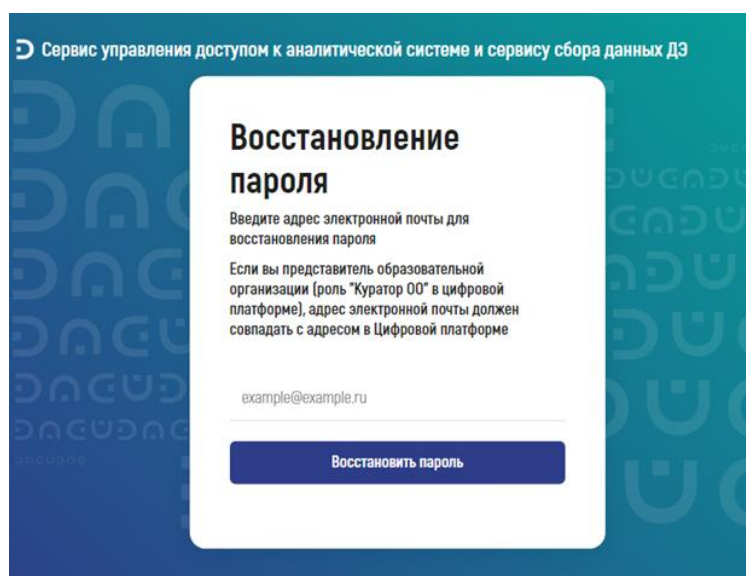 Сервис управления доступом к аналитической системе и сервису сбора данных ДЭ
Восстановление
пароля
Введите адрес электронной почты для
восстановления пароля
Если вы представитель образовательной
организации (роль "Куратор ОО" в цифровой
платформе), адрес электронной почты должен
совпадать с адресом в Цифровой платформе
example@example.ru
Восстановить пароль